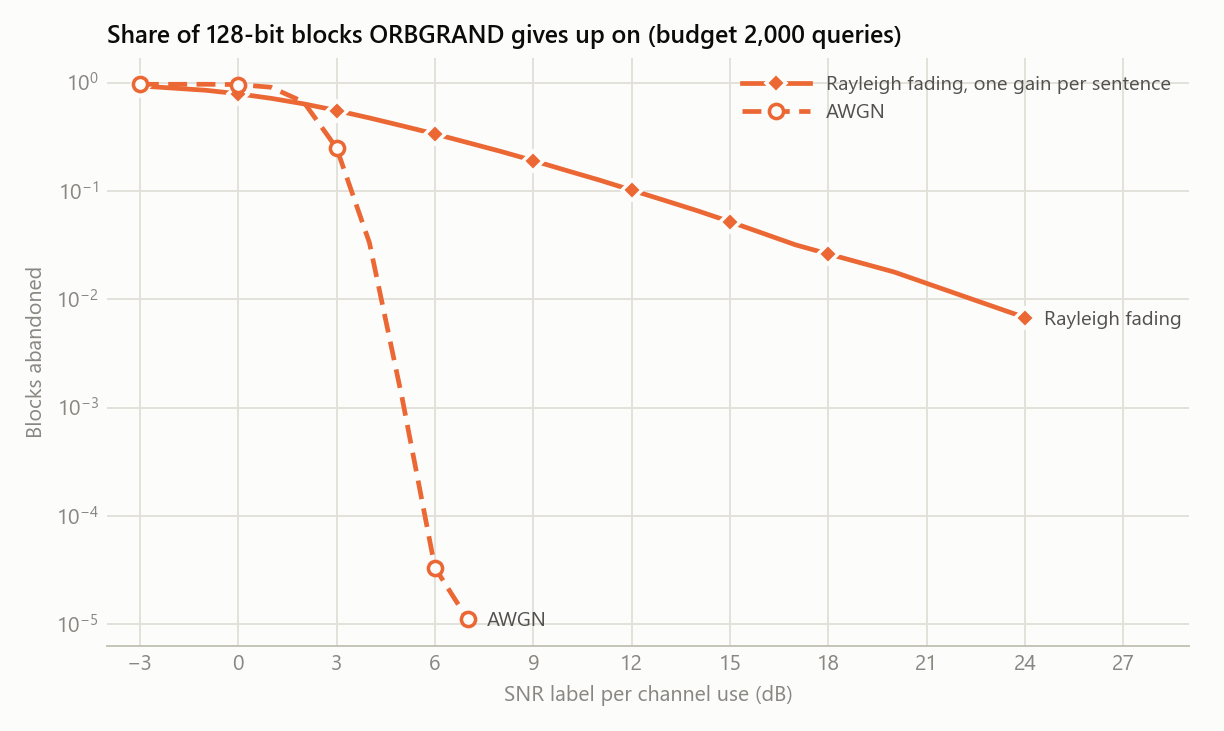 Share of 128-bit blocks ORBGRAND gives up on (budget 2,000 queries)
Rayleigh fading, one gain per sentence
AWGN
Blocks abandoned
10⁰
10⁻¹
10⁻²
10⁻³
10⁻⁴
10⁻⁵
Rayleigh fading
AWGN
−3 0 3 6 9 12 15 18 21 24 27
SNR label per channel use (dB)